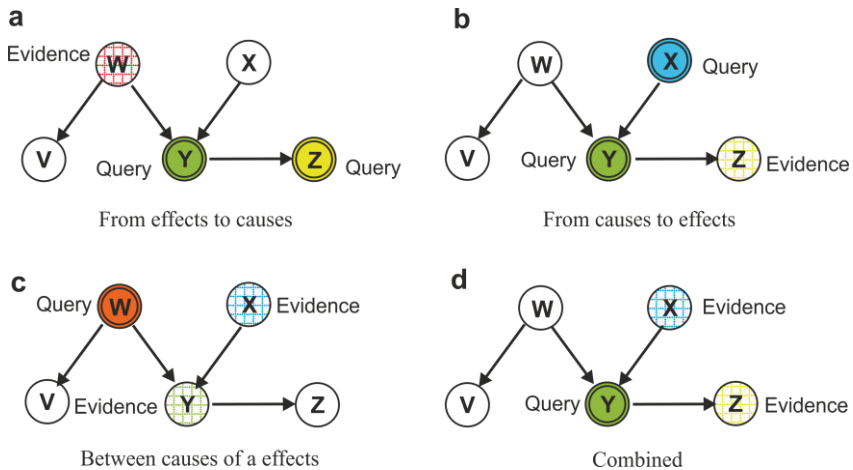 a
Evidence W X
V Query Y Z Query
From effects to causes
b
W X Query
V Query Y Z Evidence
From causes to effects
c
Query W X Evidence
V Evidence Y Z
Between causes of a effects
d
W X Evidence
V Query Y Z Evidence
Combined